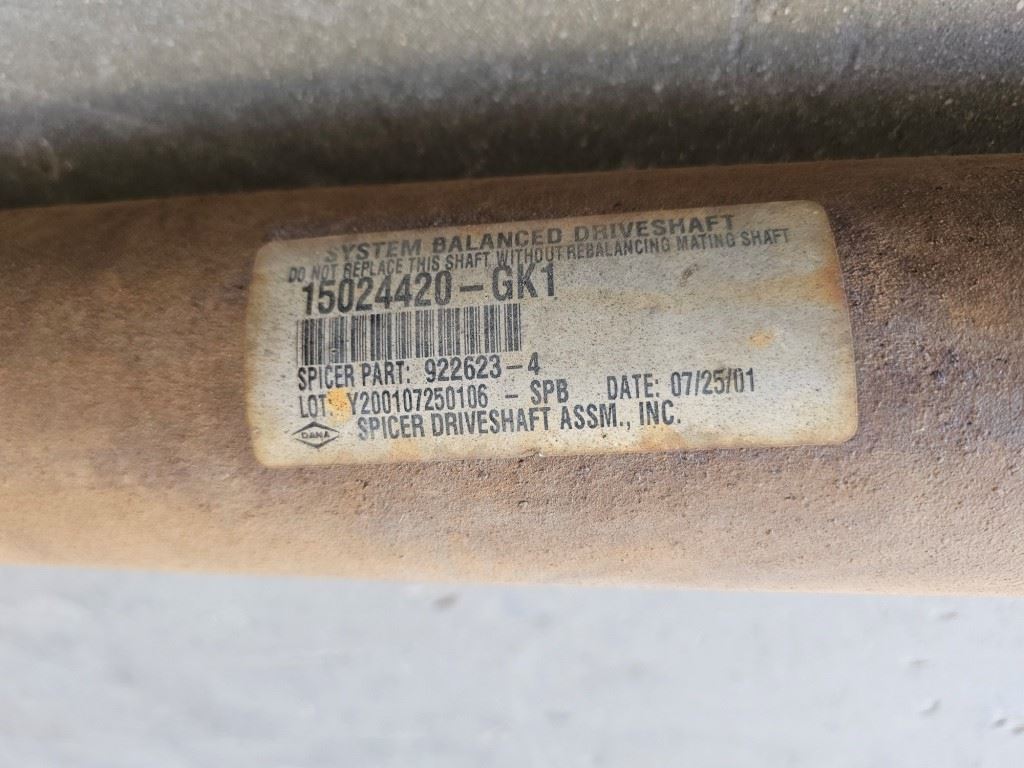 SYSTEM BALANCED DRIVESHAFT
DO NOT REPLACE THIS SHAFT WITHOUT REBALANCING MATING SHAFT
15024420-GK1
SPICER PART: 922623-4
LOT: Y200107250106 - SPB DATE: 07/25/01
DANA SPICER DRIVESHAFT ASSM., INC.